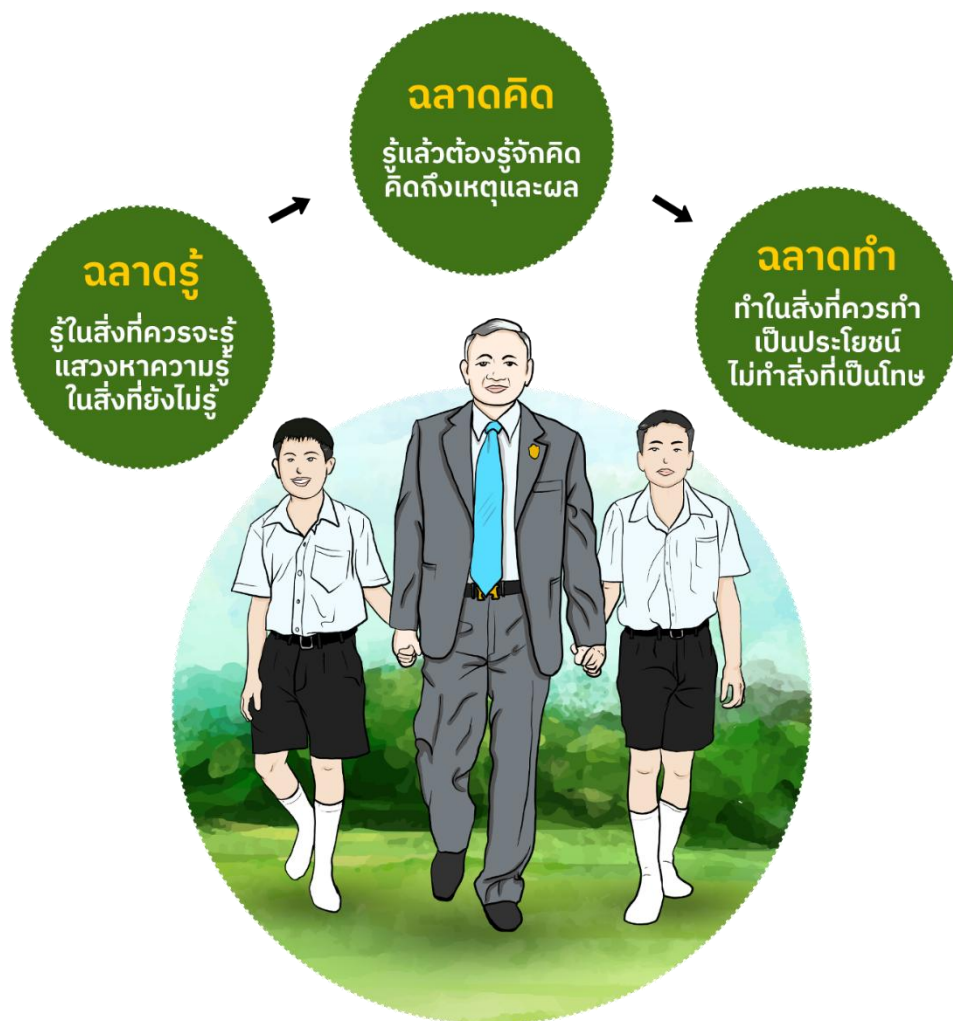 ฉลาดรู้
รู้ในสิ่งที่ควรจะรู้
แสวงหาความรู้
ในสิ่งที่ยังไม่รู้
ฉลาดคิด
รู้แล้วต้องรู้จักคิด
คิดถึงเหตุและผล
ฉลาดทำ
ทำในสิ่งที่ควรทำ
เป็นประโยชน์
ไม่ทำสิ่งที่เป็นโทษ